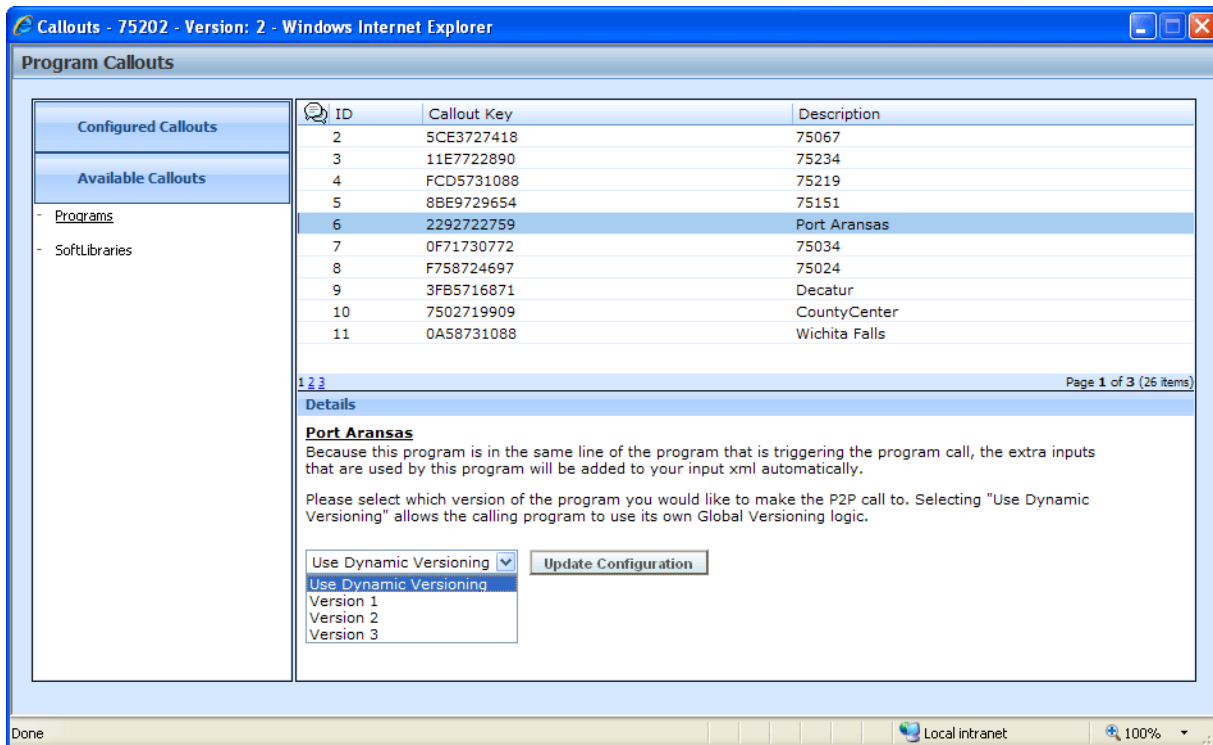 Callouts - 75202 - Version: 2 - Windows Internet Explorer
Program Callouts
Configured Callouts
Available Callouts
- Programs
- SoftLibraries
ID Callout Key Description
2 5CE3727418 75067
3 11E7722890 75234
4 FCD5731088 75219
5 8BE9729654 75151
6 2292722759 Port Aransas
7 0F71730772 75034
8 F758724697 75024
9 3FB5716871 Decatur
10 7502719909 CountyCenter
11 0A58731088 Wichita Falls
1 2 3 Page 1 of 3 (26 items)
Details
Port Aransas
Because this program is in the same line of the program that is triggering the program call, the extra inputs
that are used by this program will be added to your input xml automatically.
Please select which version of the program you would like to make the P2P call to. Selecting "Use Dynamic
Versioning" allows the calling program to use its own Global Versioning logic.
Use Dynamic Versioning Update Configuration
Use Dynamic Versioning
Version 1
Version 2
Version 3
Done Local intranet 100%